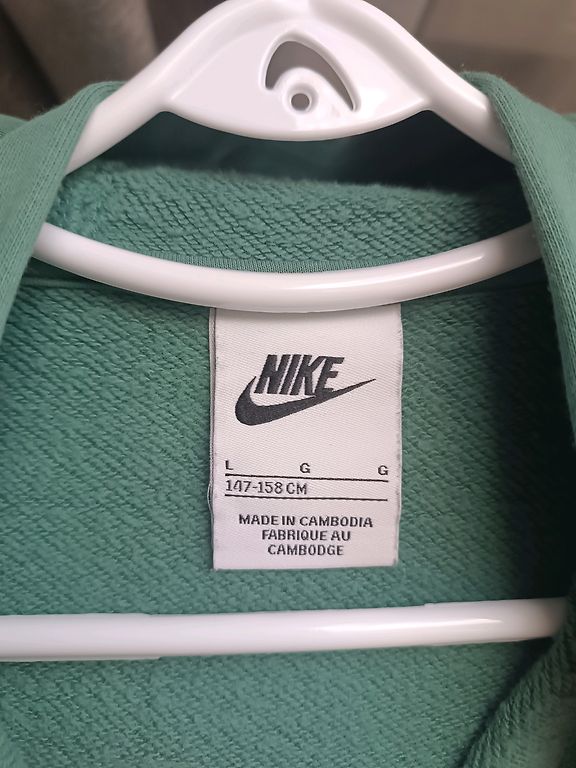 NIKE
L G G
147-158 CM
MADE IN CAMBODIA
FABRIQUE AU
CAMBODGE